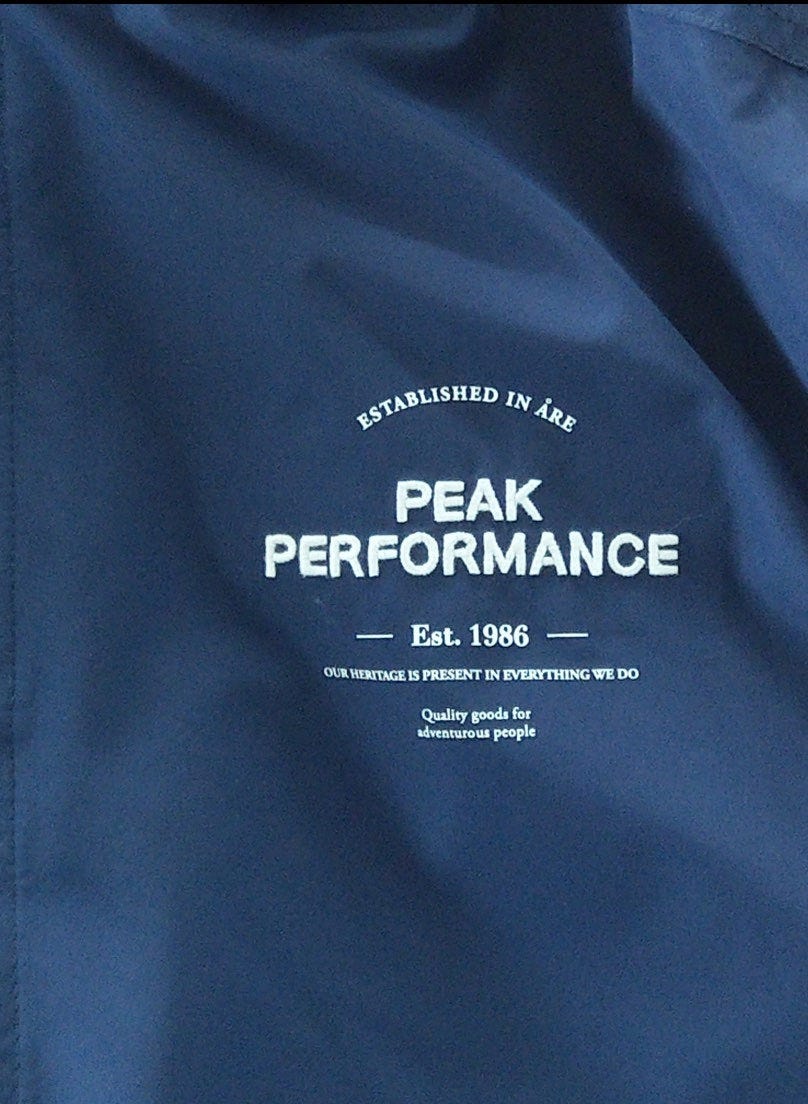 ESTABLISHED IN ÅRE
PEAK
PERFORMANCE
Est. 1986
OUR HERITAGE IS PRESENT IN EVERYTHING WE DO
Quality goods for
adventurous people